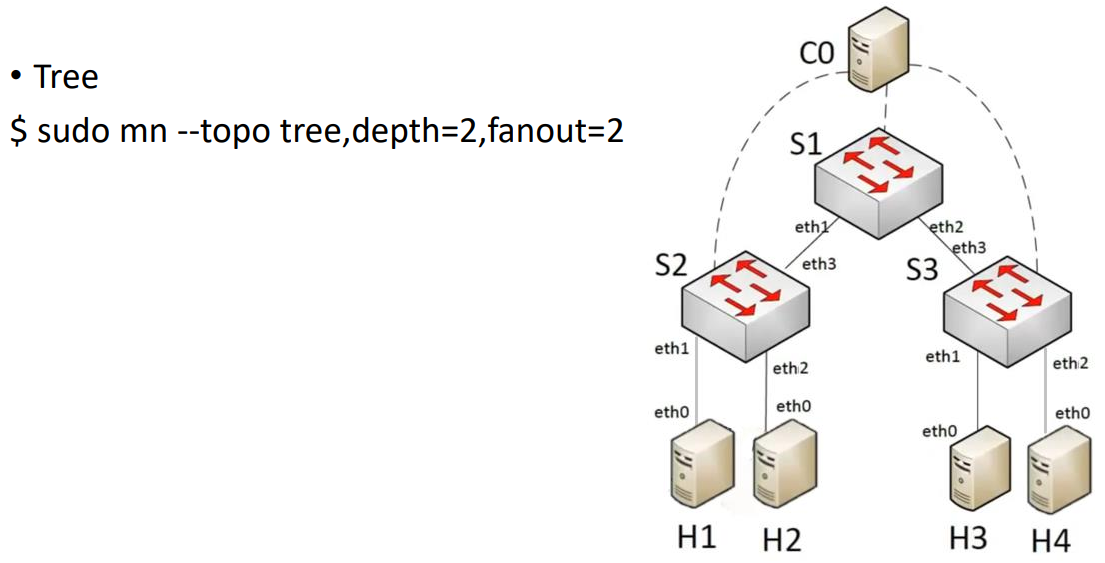 • Tree
$ sudo mn --topo tree,depth=2,fanout=2
C0
S1
eth1
eth2
S2
eth3
eth3
S3
eth1
eth2
eth1
eth2
eth0
eth0
eth0
eth0
H1
H2
H3
H4